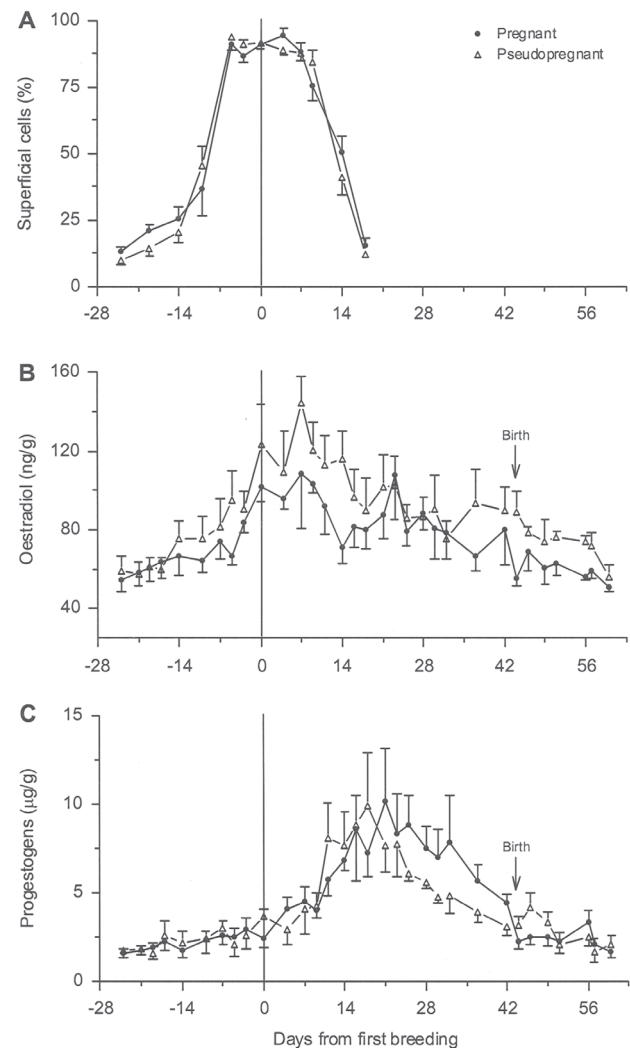 A
100
75
50
25
0
Superficial cells (%)
Pregnant
Pseudopregnant
-28 -14 0 14 28 42 56
B
160
120
80
40
Oestradiol (ng/g)
Birth
-28 -14 0 14 28 42 56
C
15
10
5
0
Progestogens (µg/g)
Birth
-28 -14 0 14 28 42 56
Days from first breeding